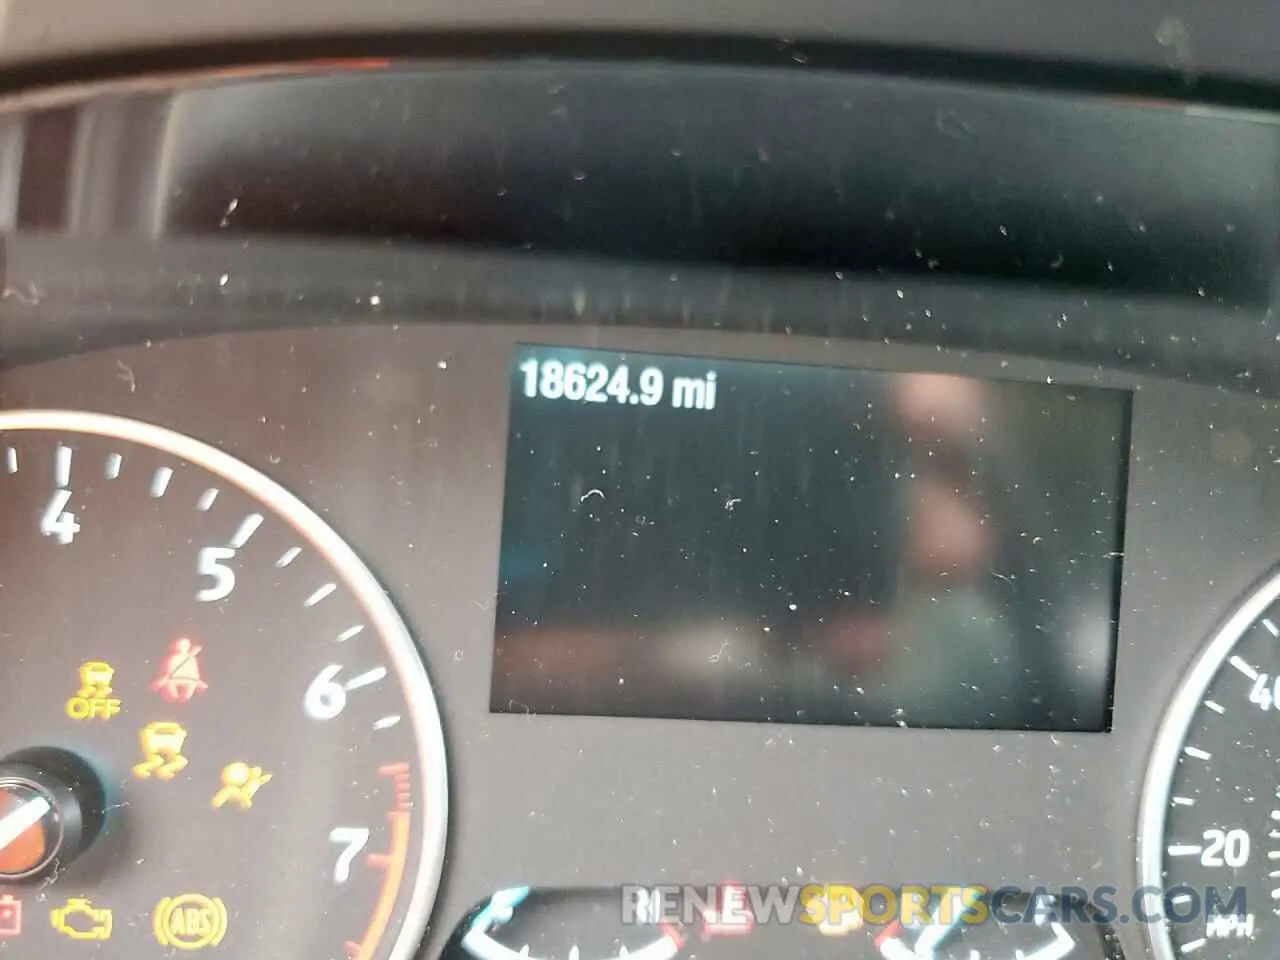 18624.9 mi
4
5
6
OFF
7
20
ABS
MPH
RENEWSPORTSCARS.COM